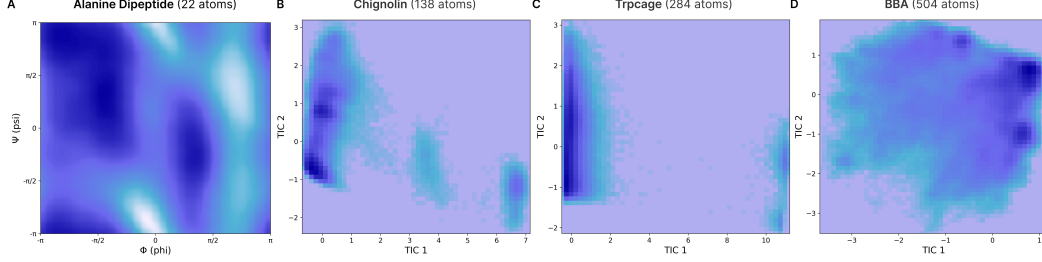 A
Alanine Dipeptide (22 atoms)
π
π/2
0
-π/2
-π
Ψ (psi)
-π
-π/2
0
π/2
π
Φ (phi)
B
Chignolin (138 atoms)
3
2
1
0
−1
−2
TIC 2
0
1
2
3
4
5
6
7
TIC 1
C
Trpcage (284 atoms)
3
2
1
0
−1
−2
TIC 2
0
2
4
6
8
10
TIC 1
D
BBA (504 atoms)
1
0
−1
−2
−3
TIC 2
−3
−2
−1
0
1
TIC 1